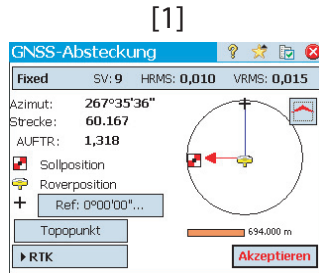 [1]
GNSS-Absteckung
Fixed SV: 9 HRMS: 0,010 VRMS: 0,015
Azimut: 267°35'36"
Strecke: 60.167
AUFTR: 1,318
Sollposition
Roverposition
Ref: 0°00'00"...
Topopunkt
694.000 m
RTK
Akzeptieren